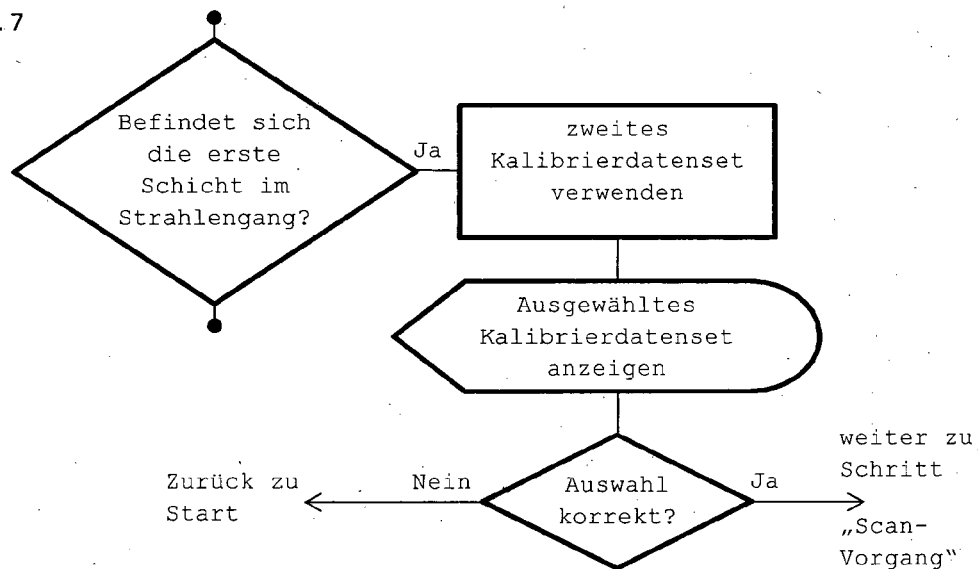 .7
Befindet sich
die erste
Schicht im
Strahlengang?
Ja
zweites
Kalibrierdatenset
verwenden
Ausgewähltes
Kalibrierdatenset
anzeigen
Zurück zu
Start
Nein
Auswahl
korrekt?
Ja
weiter zu
Schritt
„Scan-
Vorgang"